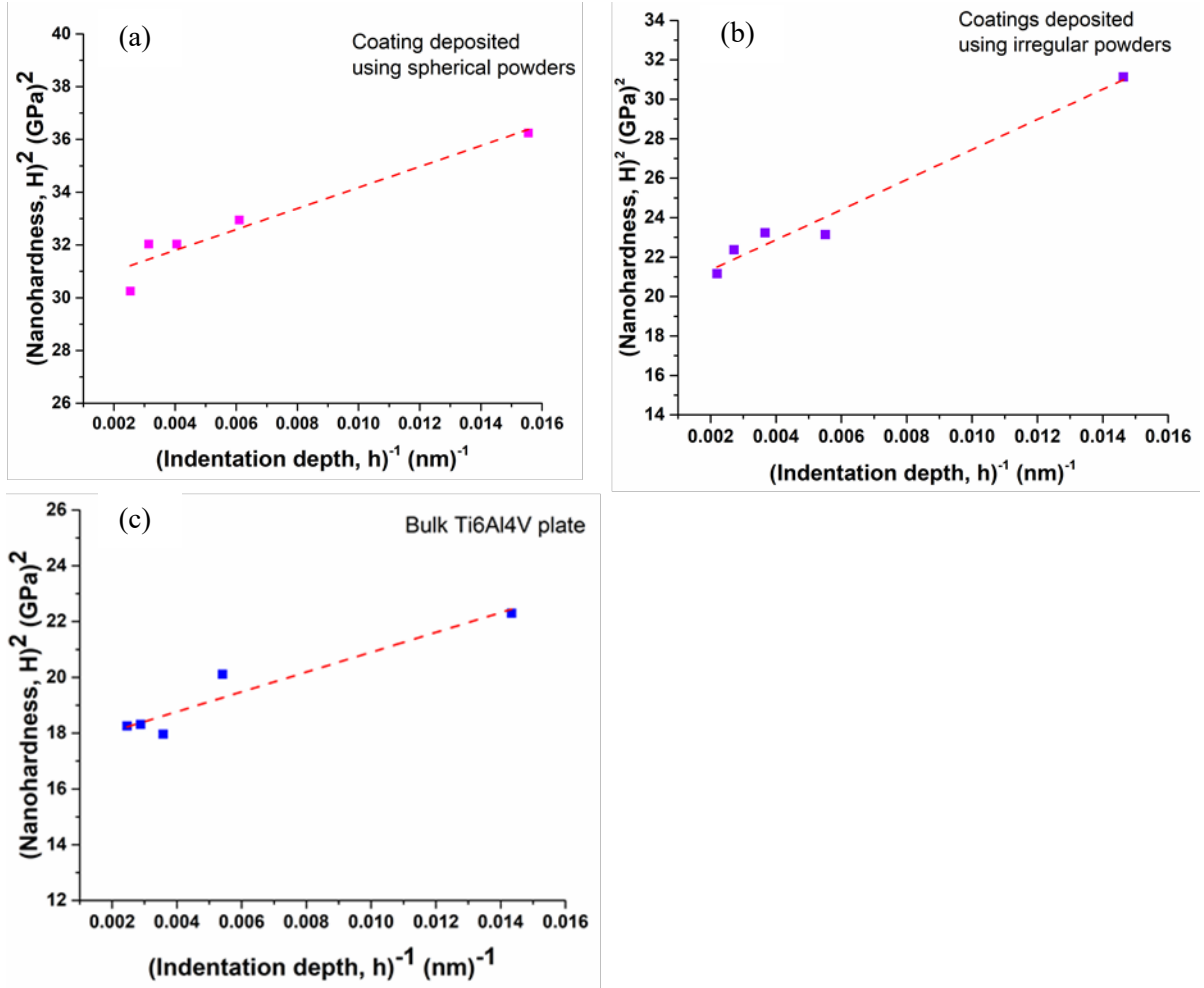 (a)
Coating deposited
using spherical powders
40
38
36
34
32
30
28
26
(Nanohardness, H)² (GPa)²
0.002 0.004 0.006 0.008 0.010 0.012 0.014 0.016
(Indentation depth, h)⁻¹ (nm)⁻¹
(b)
Coatings deposited
using irregular powders
34
32
30
28
26
24
22
20
18
16
14
(Nanohardness, H)² (GPa)²
0.002 0.004 0.006 0.008 0.010 0.012 0.014 0.016
(Indentation depth, h)⁻¹ (nm)⁻¹
(c)
Bulk Ti6Al4V plate
26
24
22
20
18
16
14
12
(Nanohardness, H)² (GPa)²
0.002 0.004 0.006 0.008 0.010 0.012 0.014 0.016
(Indentation depth, h)⁻¹ (nm)⁻¹